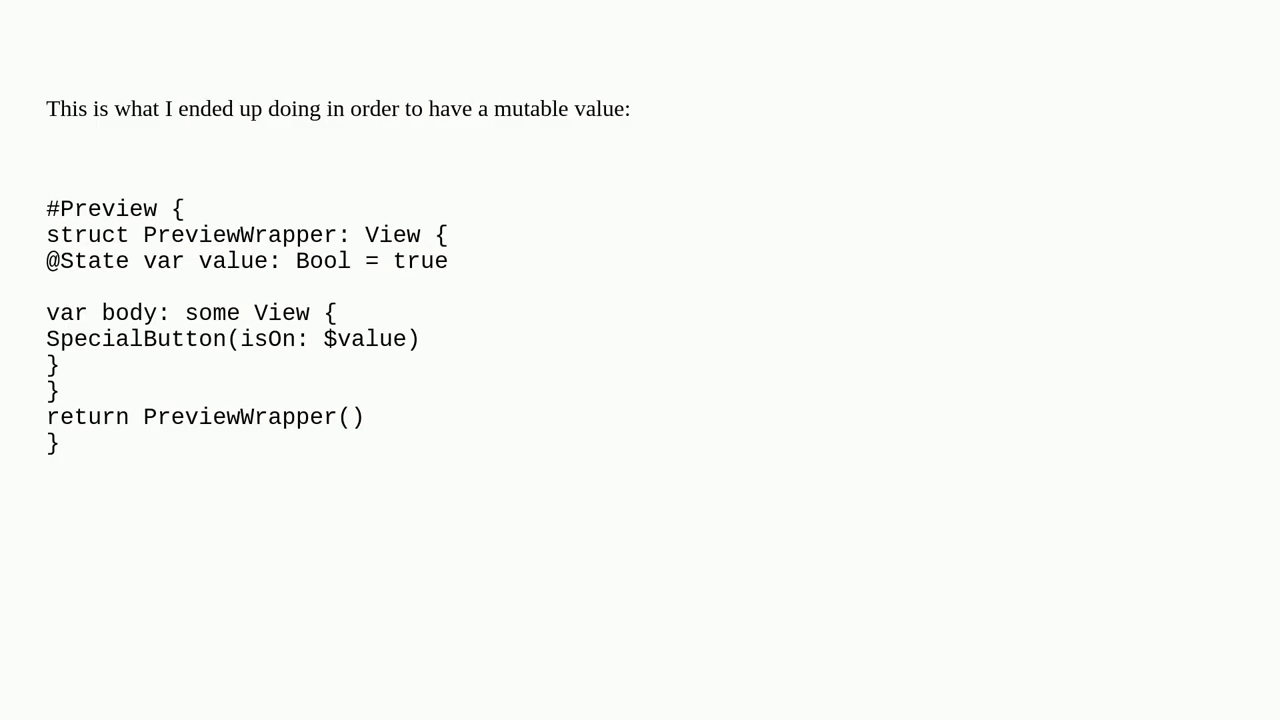 This is what I ended up doing in order to have a mutable value:
#Preview {
struct PreviewWrapper: View {
@State var value: Bool = true
var body: some View {
SpecialButton(isOn: $value)
}
}
return PreviewWrapper()
}